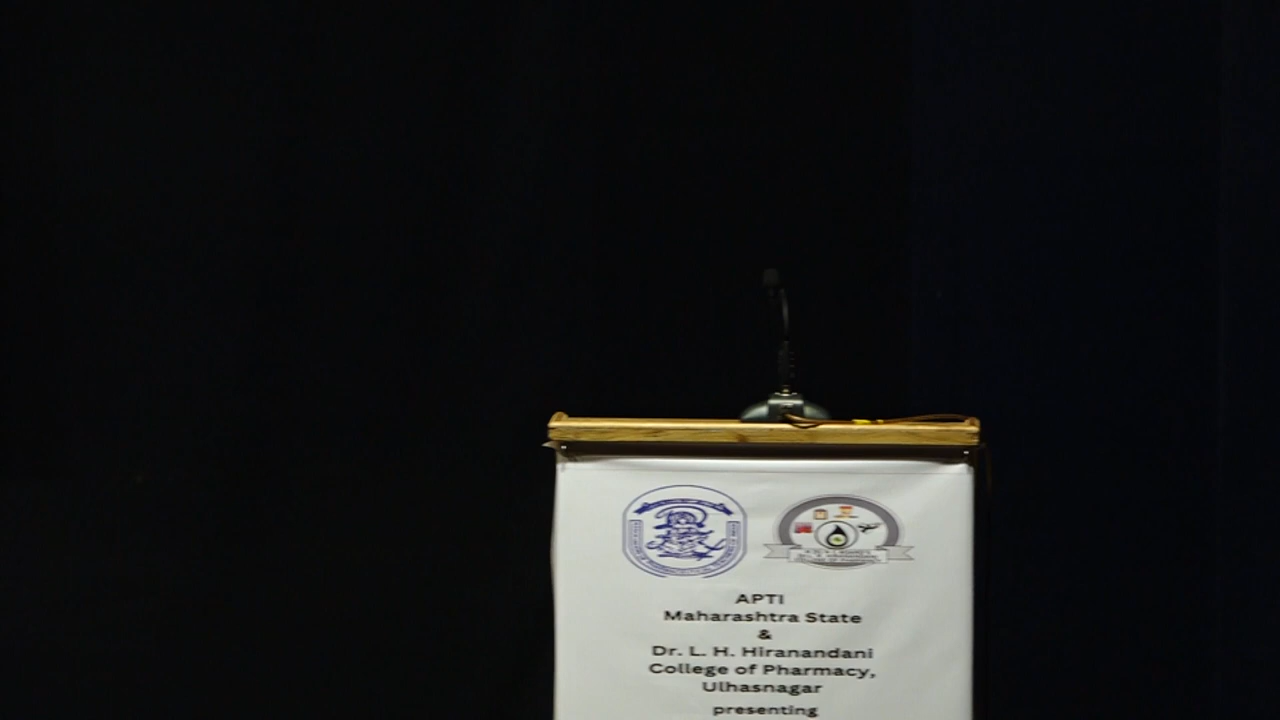 APTI
Maharashtra State
&
Dr. L. H. Hiranandani
College of Pharmacy,
Ulhasnagar
presenting